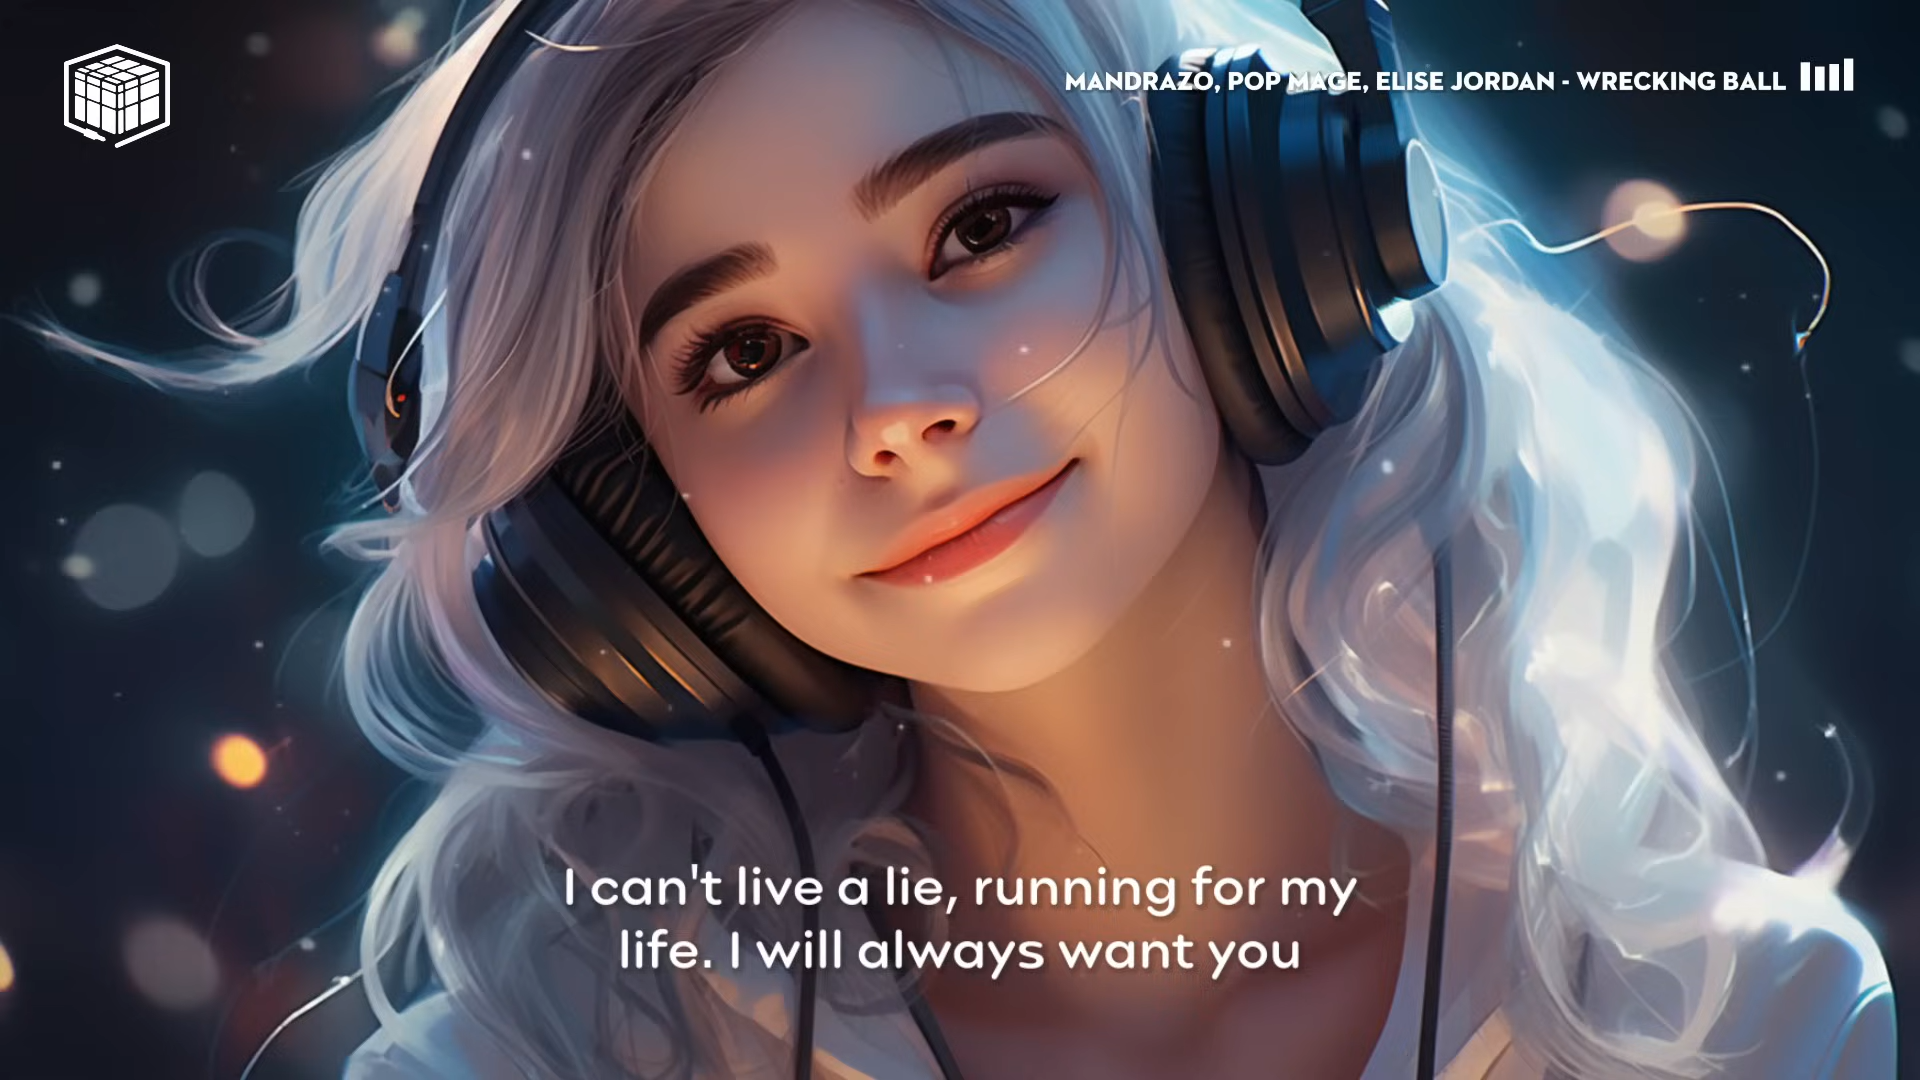 MANDRAZO, POP MAGE, ELISE JORDAN - WRECKING BALL
I can't live a lie, running for my
life. I will always want you